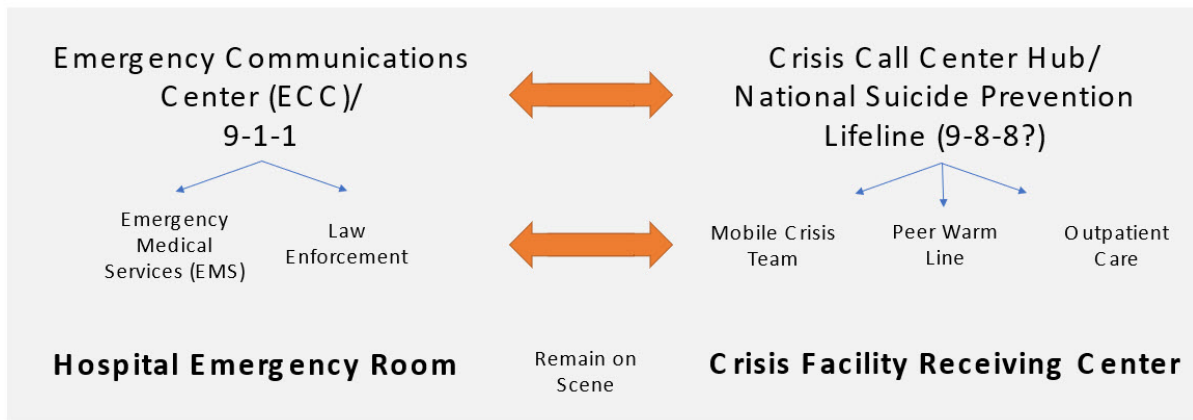 Emergency Communications
Center (ECC)/
9-1-1
Crisis Call Center Hub/
National Suicide Prevention
Lifeline (9-8-8?)
Emergency
Medical
Services (EMS)
Law
Enforcement
Mobile Crisis
Team
Peer Warm
Line
Outpatient
Care
Hospital Emergency Room
Remain on
Scene
Crisis Facility Receiving Center